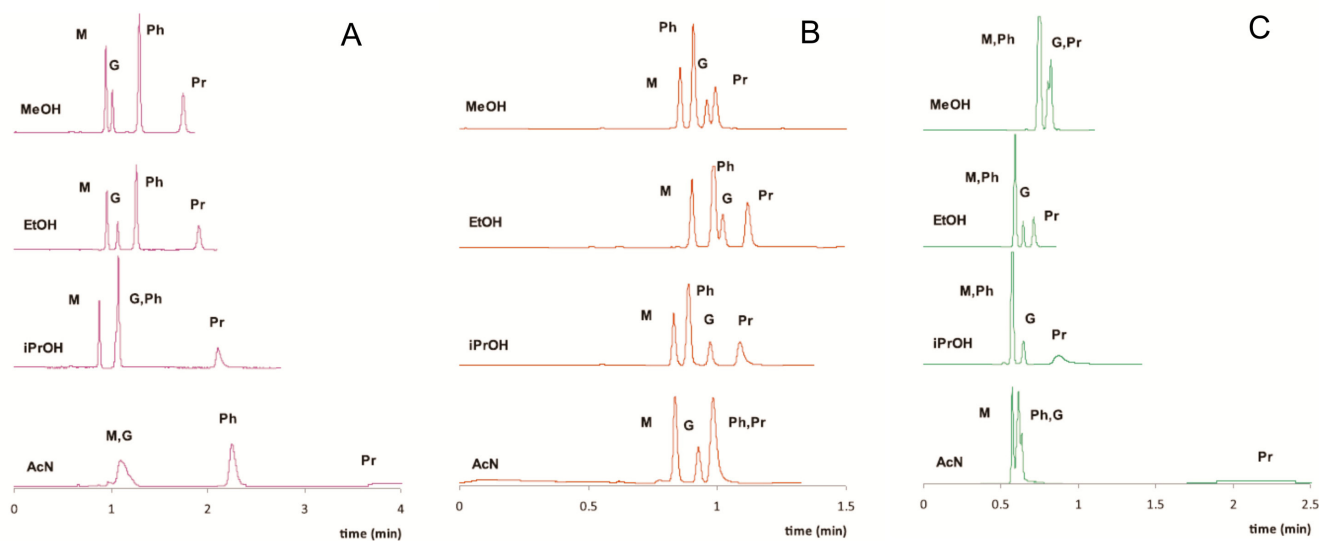 A
M
G
Ph
Pr
MeOH
M
G
Ph
Pr
EtOH
M
G,Ph
Pr
iPrOH
M,G
Ph
Pr
AcN
0
1
2
3
4
time (min)
B
M
Ph
G
Pr
MeOH
M
Ph
G
Pr
EtOH
M
Ph
G
Pr
iPrOH
M
G
Ph,Pr
AcN
0
0.5
1
1.5
time (min)
C
M,Ph
G,Pr
MeOH
M,Ph
G
Pr
EtOH
M,Ph
G
Pr
iPrOH
M
Ph,G
Pr
AcN
0
0.5
1
1.5
2
2.5
time (min)